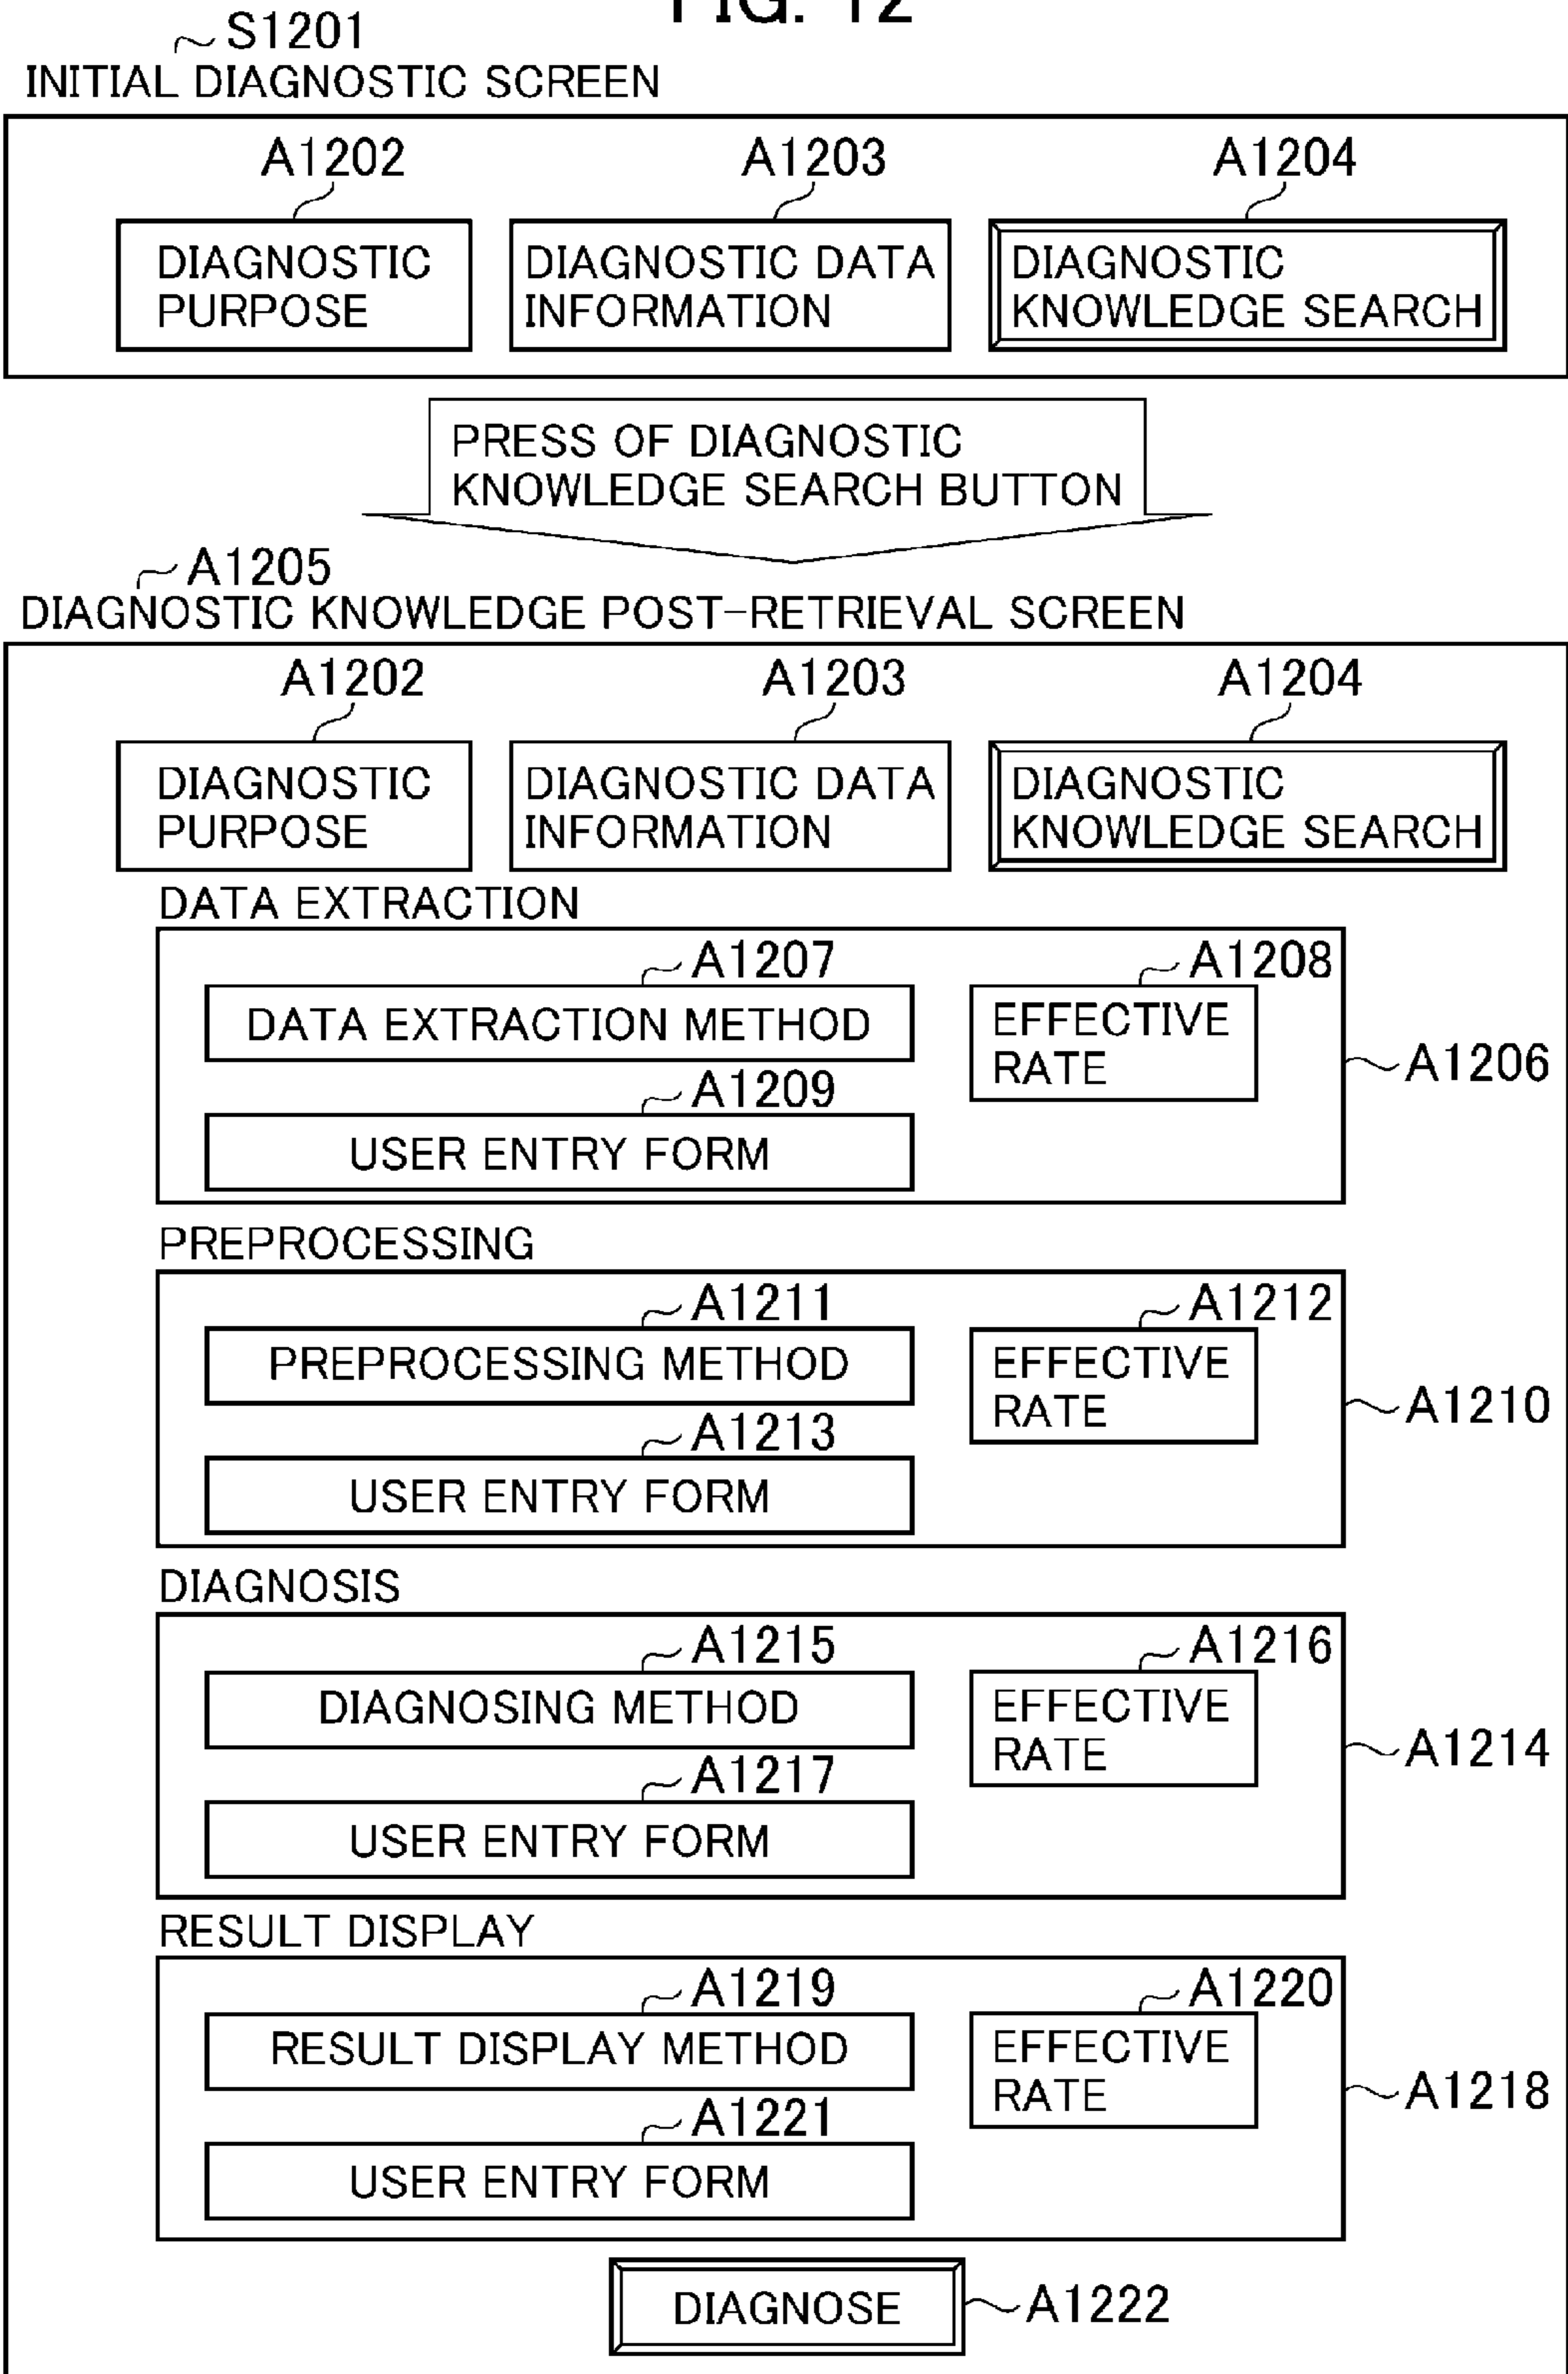 FIG. 12
S1201
INITIAL DIAGNOSTIC SCREEN
A1202
A1203
A1204
DIAGNOSTIC
PURPOSE
DIAGNOSTIC DATA
INFORMATION
DIAGNOSTIC
KNOWLEDGE SEARCH
PRESS OF DIAGNOSTIC
KNOWLEDGE SEARCH BUTTON
A1205
DIAGNOSTIC KNOWLEDGE POST-RETRIEVAL SCREEN
A1202
A1203
A1204
DIAGNOSTIC
PURPOSE
DIAGNOSTIC DATA
INFORMATION
DIAGNOSTIC
KNOWLEDGE SEARCH
DATA EXTRACTION
A1207
A1208
DATA EXTRACTION METHOD
EFFECTIVE
RATE
A1206
A1209
USER ENTRY FORM
PREPROCESSING
A1211
A1212
PREPROCESSING METHOD
EFFECTIVE
RATE
A1210
A1213
USER ENTRY FORM
DIAGNOSIS
A1215
A1216
DIAGNOSING METHOD
EFFECTIVE
RATE
A1214
A1217
USER ENTRY FORM
RESULT DISPLAY
A1219
A1220
RESULT DISPLAY METHOD
EFFECTIVE
RATE
A1218
A1221
USER ENTRY FORM
DIAGNOSE
A1222